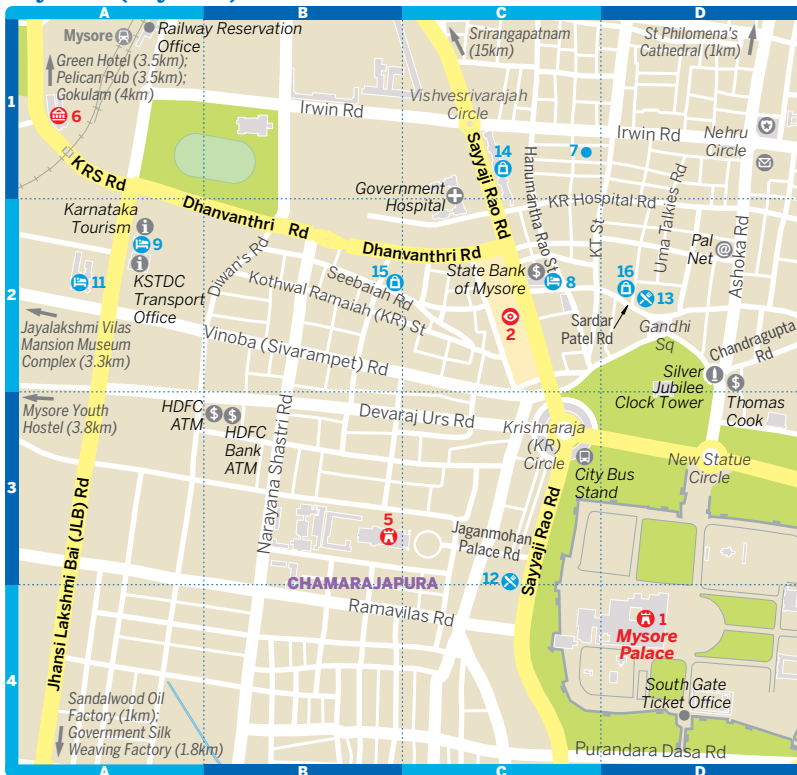 A
B
C
D
Mysore
Railway Reservation
Office
Green Hotel (3.5km);
Pelican Pub (3.5km);
Gokulam (4km)
Srirangapatnam
(15km)
St Philomena's
Cathedral (1km)
1
6
Irwin Rd
Vishvesrivarajah
Circle
Irwin Rd
Nehru
Circle
14
7
KRS Rd
Sayyaji Rao Rd
Hanumantha Rao St
Government
Hospital
KR Hospital Rd
KT St
Uma Talkies Rd
Ashoka Rd
Karnataka
Tourism
9
Dhanvanthri Rd
Dhanvanthri Rd
Pal
Net
2
11
KSTDC
Transport
Office
Diwan's Rd
Seebaiah Rd
Kothwal Ramaiah (KR) St
15
State Bank
of Mysore
8
16
13
Jayalakshmi Vilas
Mansion Museum
Complex (3.3km)
Vinoba (Sivarampet) Rd
2
Sardar
Patel Rd
Gandhi
Sq
Chandragupta
Rd
Silver
Jubilee
Clock Tower
Thomas
Cook
Mysore Youth
Hostel (3.8km)
HDFC
ATM
HDFC
Bank
ATM
Devaraj Urs Rd
Krishnaraja
(KR)
Circle
City Bus
Stand
New Statue
Circle
3
Narayana Shastri Rd
Jhansi Lakshmi Bai (JLB) Rd
5
Jaganmohan
Palace Rd
Sayyaji Rao Rd
CHAMARAJAPURA
12
Ramavilas Rd
1
Mysore
Palace
4
Sandalwood Oil
Factory (1km);
Government Silk
Weaving Factory (1.8km)
South Gate
Ticket Office
Purandara Dasa Rd
A
B
C
D